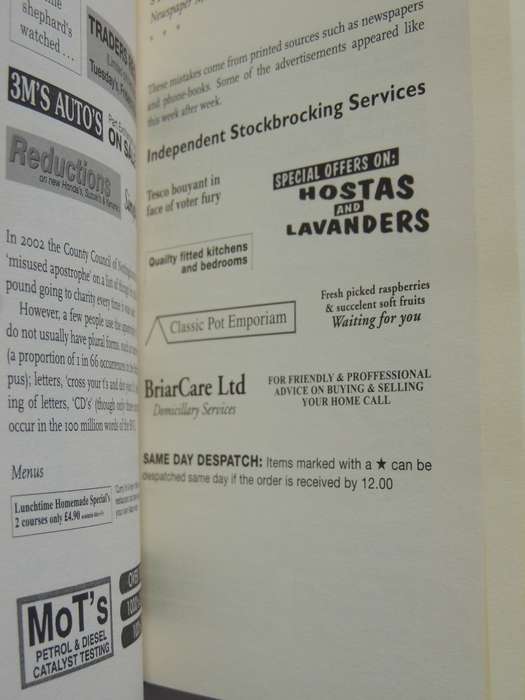 shepherd's
watched ...
TRADERS
Tuesday's
3M'S AUTO'S
Reductions
on new Honda's, Suzuki's &
In 2002 the County Council of
'misused apostrophe' on a list of things
pound going to charity every time
However, a few people use the
do not usually have plural forms,
(a proportion of 1 in 66 occurrences
pus); letters, 'cross your t's and
ing of letters, 'CD's' (though only
occur in the 100 million words of the
Menus
Lunchtime Homemade Special's
2 courses only £4.90
MoT's
PETROL & DIESEL
CATALYST TESTING
Newspaper
* * *
These mistakes come from printed sources such as newspapers
and phone-books. Some of the advertisements appeared like
this week after week.
Independent Stockbrocking Services
Tesco bouyant in
face of voter fury
SPECIAL OFFERS ON:
HOSTAS
AND
LAVANDERS
Quailty fitted kitchens
and bedrooms
Classic Pot Emporiam
Fresh picked raspberries
& succelent soft fruits
Waiting for you
BriarCare Ltd
Domicillary Services
FOR FRIENDLY & PROFFESSIONAL
ADVICE ON BUYING & SELLING
YOUR HOME CALL
SAME DAY DESPATCH: Items marked with a ★ can be
despatched same day if the order is received by 12.00